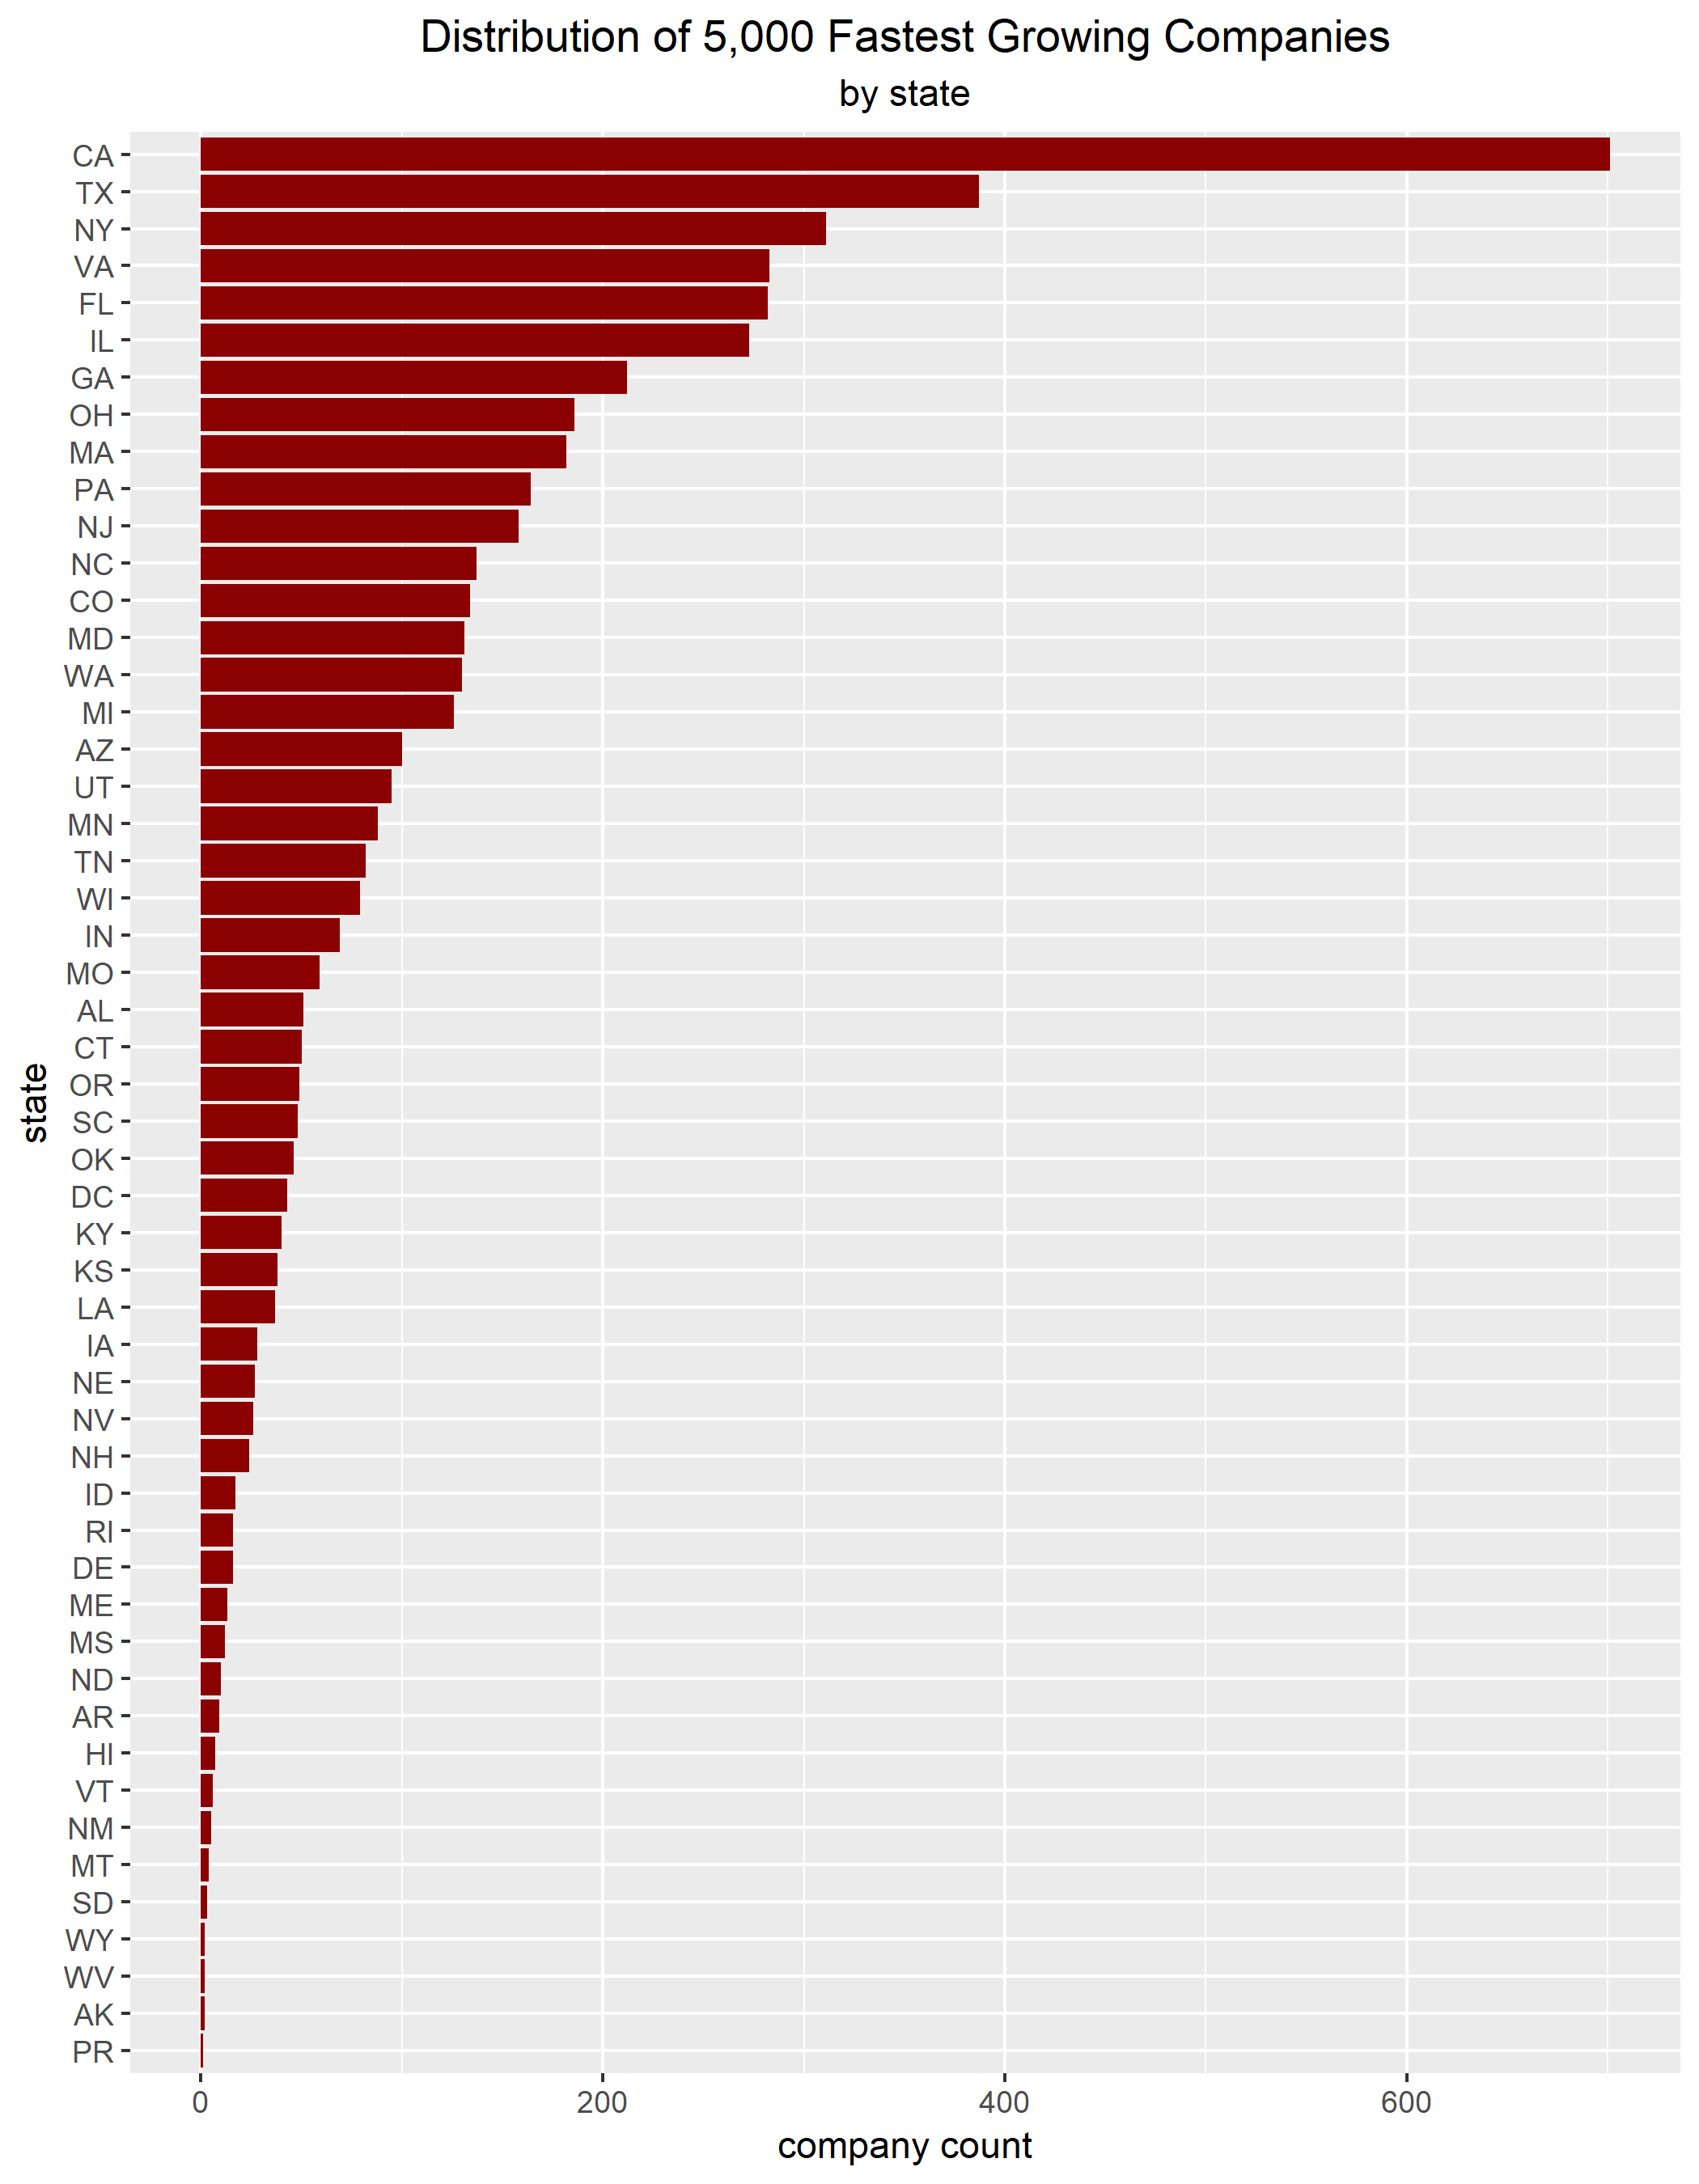 Distribution of 5,000 Fastest Growing Companies
by state
CA
TX
NY
VA
FL
IL
GA
OH
MA
PA
NJ
NC
CO
MD
WA
MI
AZ
UT
MN
TN
WI
IN
MO
AL
CT
OR
SC
OK
DC
KY
KS
LA
IA
NE
NV
NH
ID
RI
DE
ME
MS
ND
AR
HI
VT
NM
MT
SD
WY
WV
AK
PR
state
0 200 400 600
company count